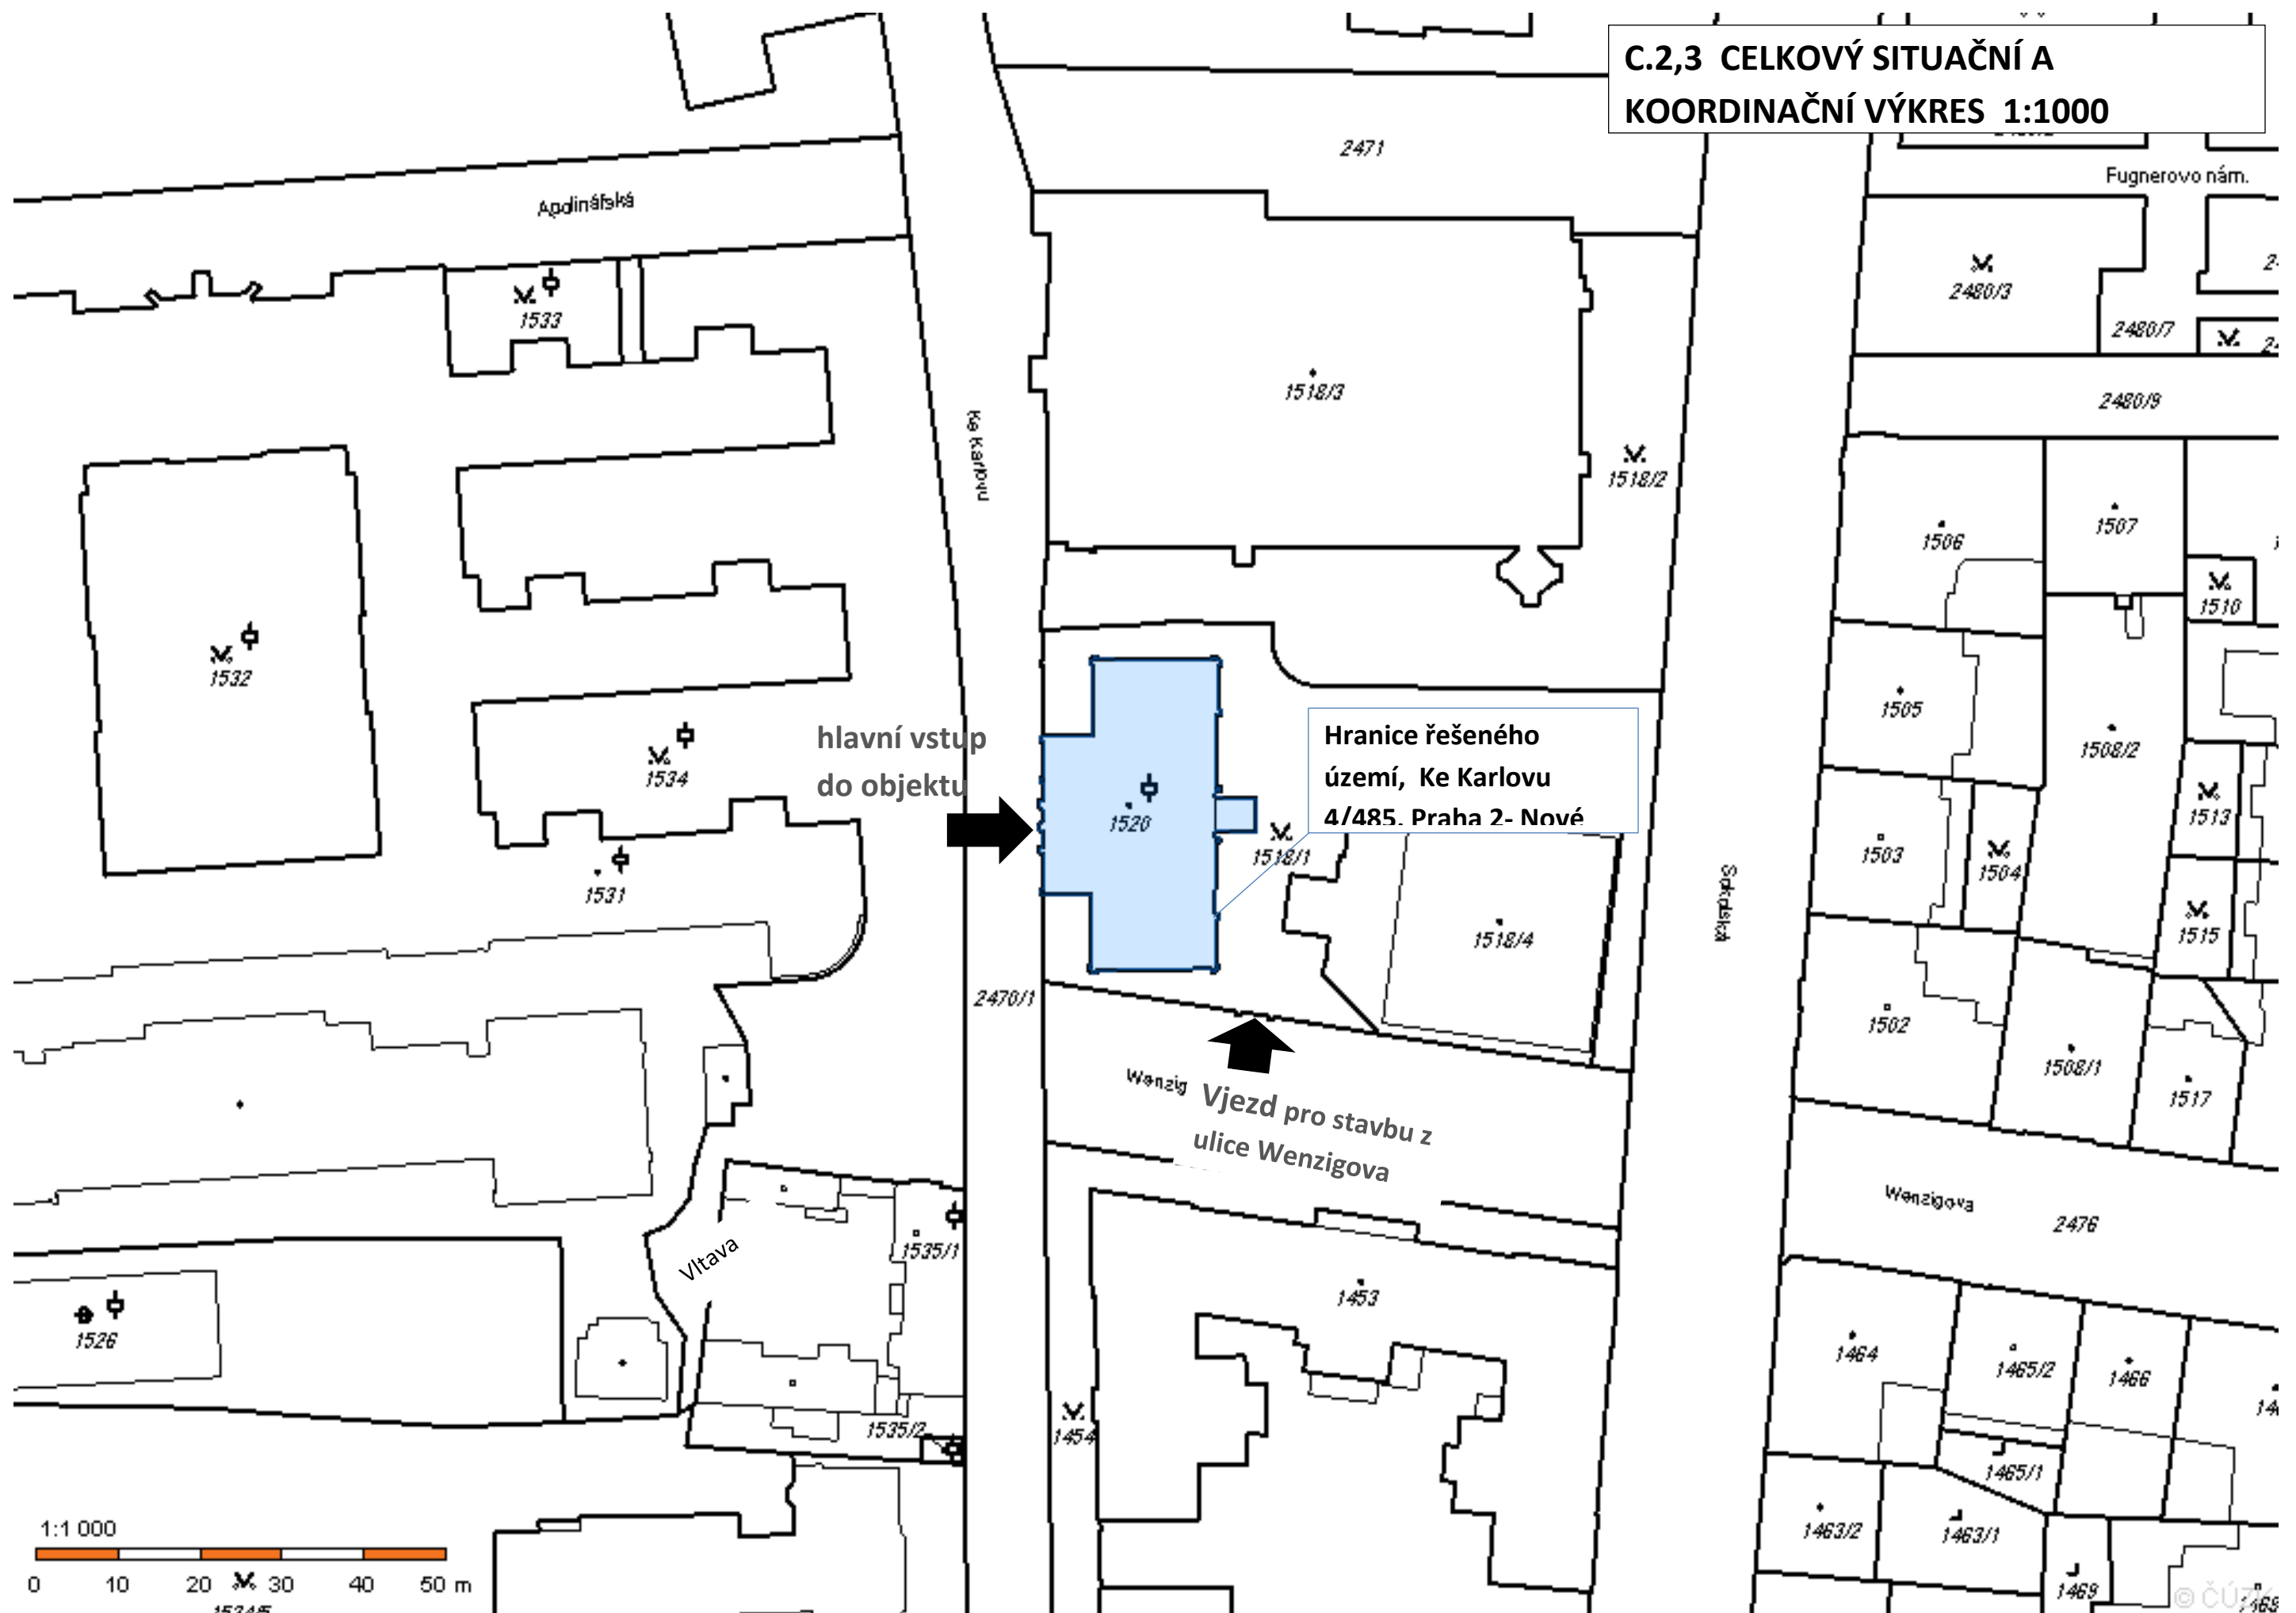 C.2,3 CELKOVÝ SITUAČNÍ A
KOORDINAČNÍ VÝKRES 1:1000
2471
Fugnerovo nám.
Apolinářská
2480/3
1533
2480/7
1518/3
2480/9
Ke Karlovu
1518/2
1507
1506
1510
1532
1505
hlavní vstup
do objektu
Hranice řešeného
území, Ke Karlovu
4/485, Praha 2- Nové
1508/2
1534
1513
1520
1518/1
1503
1504
1531
Sokolská
1518/4
1515
2470/1
1502
1508/1
1517
Wenzig
Vjezd pro stavbu z
ulice Wenzigova
Wenzigova
2476
1535/1
Vltava
1453
1526
1464
1465/2
1466
1535/2
1454
1465/1
1463/2
1463/1
1469
1:1 000
0 10 20 30 40 50 m